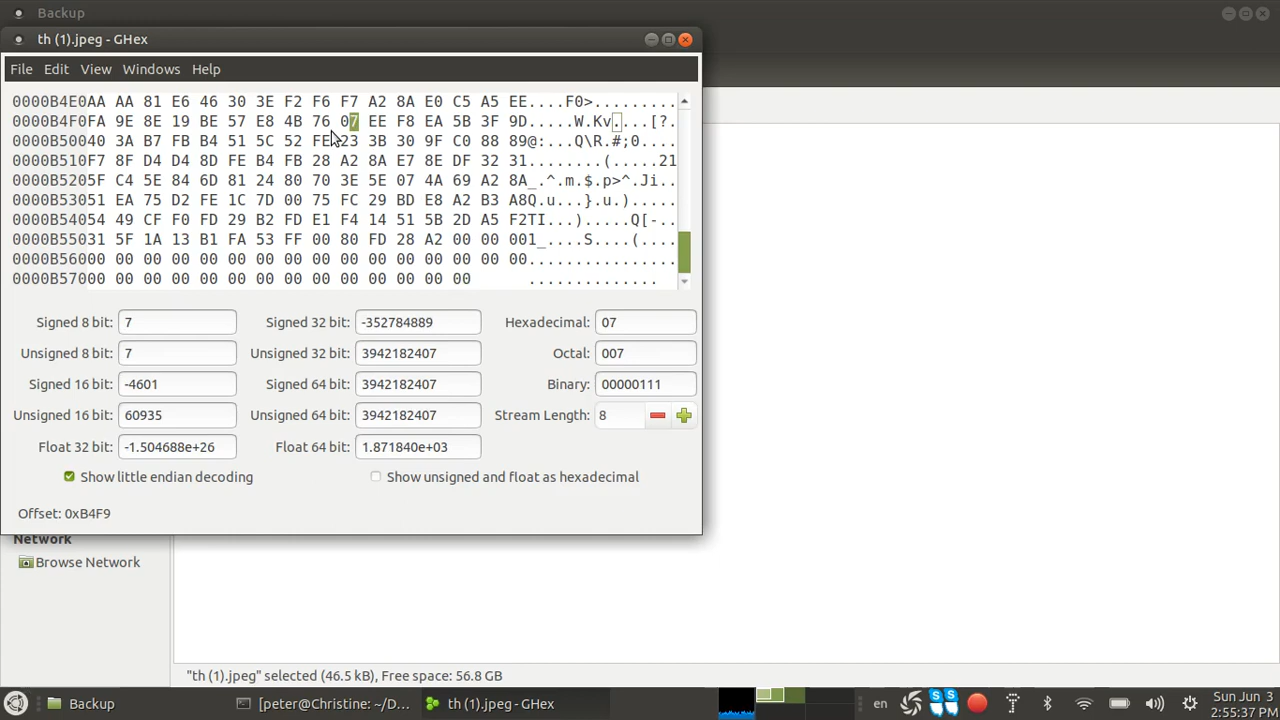 Backup
th (1).jpeg - GHex
File Edit View Windows Help
0000B4E0AA AA 81 E6 46 30 3E F2 F6 F7 A2 8A E0 C5 A5 EE....F0>.........
0000B4F0FA 9E 8E 19 BE 57 E8 4B 76 07 EE F8 EA 5B 3F 9D.....W.Kv....[?.
0000B50040 3A B7 FB B4 51 5C 52 FE 23 3B 30 9F C0 88 89@:...Q\R.#;0....
0000B510F7 8F D4 D4 8D FE B4 FB 28 A2 8A E7 8E DF 32 31........(.....21
0000B5205F C4 5E 84 6D 81 24 80 70 3E 5E 07 4A 69 A2 8A_.^.m.$.p>^.Ji..
0000B53051 EA 75 D2 FE 1C 7D 00 75 FC 29 BD E8 A2 B3 A8Q.u...}.u.).....
0000B54054 49 CF F0 FD 29 B2 FD E1 F4 14 51 5B 2D A5 F2TI...).....Q[-..
0000B55031 5F 1A 13 B1 FA 53 FF 00 80 FD 28 A2 00 00 001_....S....(....
0000B56000 00 00 00 00 00 00 00 00 00 00 00 00 00 00 00................
0000B57000 00 00 00 00 00 00 00 00 00 00 00 00 00 ..............
Signed 8 bit: 7 Signed 32 bit: -352784889 Hexadecimal: 07
Unsigned 8 bit: 7 Unsigned 32 bit: 3942182407 Octal: 007
Signed 16 bit: -4601 Signed 64 bit: 3942182407 Binary: 00000111
Unsigned 16 bit: 60935 Unsigned 64 bit: 3942182407 Stream Length: 8
Float 32 bit: -1.504688e+26 Float 64 bit: 1.871840e+03
Show little endian decoding Show unsigned and float as hexadecimal
Offset: 0xB4F9
Network
Browse Network
"th (1).jpeg" selected (46.5 kB), Free space: 56.8 GB
Backup [peter@Christine: ~/D... th (1).jpeg - GHex en Sun Jun 3
2:55:37 PM